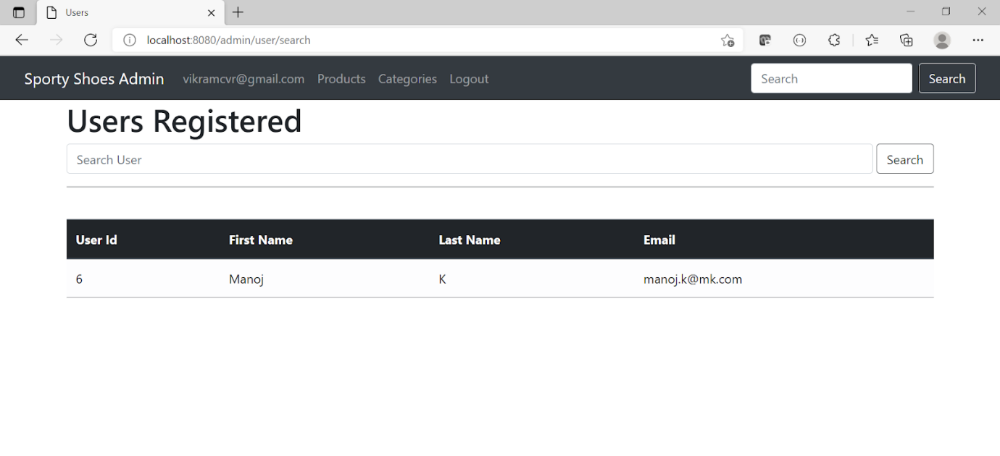 Users
localhost:8080/admin/user/search
Sporty Shoes Admin vikramcvr@gmail.com Products Categories Logout Search Search
Users Registered
Search User Search
User Id First Name Last Name Email
6 Manoj K manoj.k@mk.com